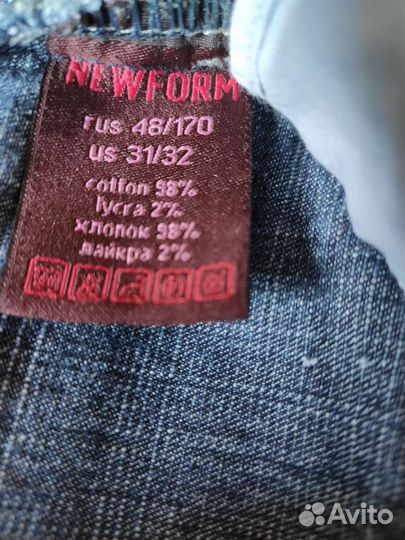 NEWFORM
rus 48/170
us 31/32
cotton 98%
lycra 2%
хлопок 98%
лайкра 2%
Avito